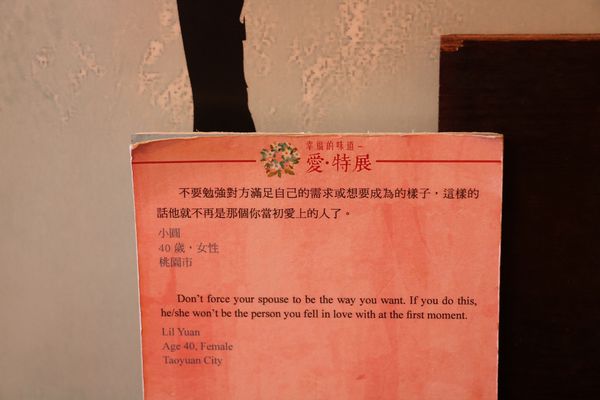 幸福的味道—
愛·特展
不要勉強對方滿足自己的需求或想要成為的樣子，這樣的
話他就不再是那個你當初愛上的人了。
小圓
40 歲，女性
桃園市
Don't force your spouse to be the way you want. If you do this,
he/she won't be the person you fell in love with at the first moment.
Lil Yuan
Age 40, Female
Taoyuan City